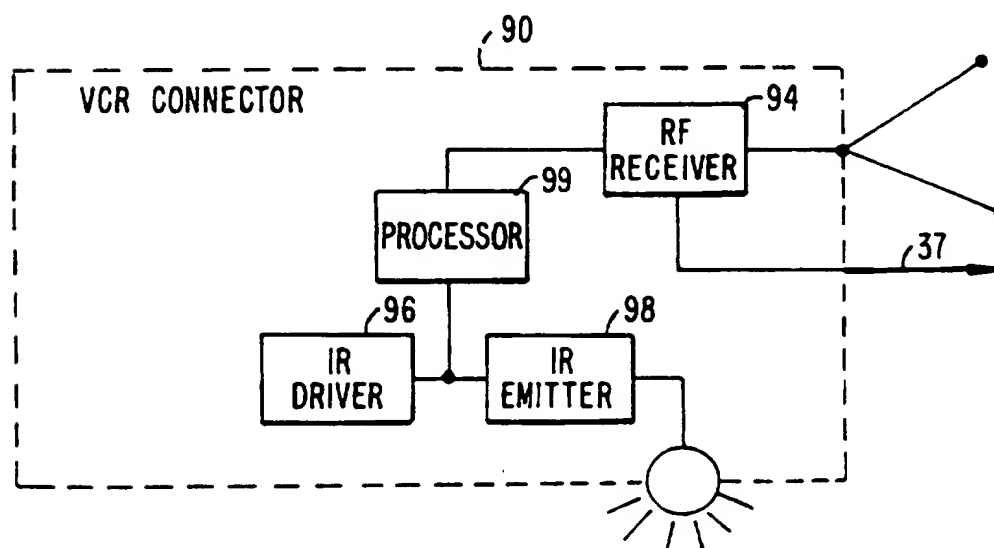 90
VCR CONNECTOR
94
RF
RECEIVER
99
PROCESSOR
37
96
IR
DRIVER
98
IR
EMITTER